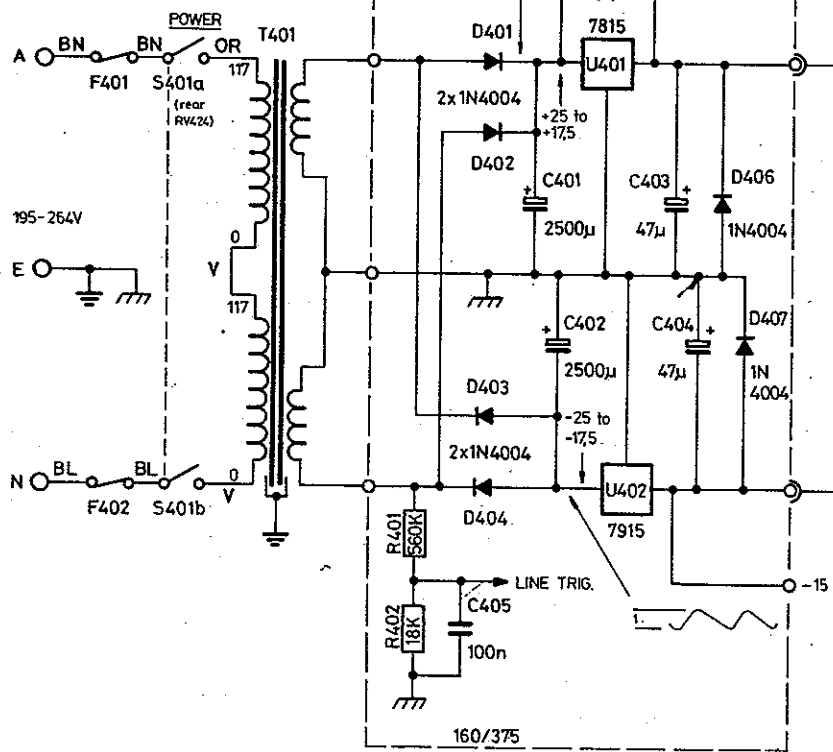 POWER
T401
D401
7815
A
BN
BN
OR
117
F401
S401a
(rear
RV424)
U401
2x1N4004
+25 to
+17,5
D402
C401
2500µ
C403
47µ
D406
1N4004
195-264V
0
V
E
117
C402
2500µ
C404
47µ
D407
1N
4004
D403
-25 to
-17,5
2x1N4004
N
BL
BL
0
V
F402
S401b
D404
U402
7915
R401
560K
LINE TRIG.
-15
C405
R402
18K
100n
1..
160/375
+
+
+
+